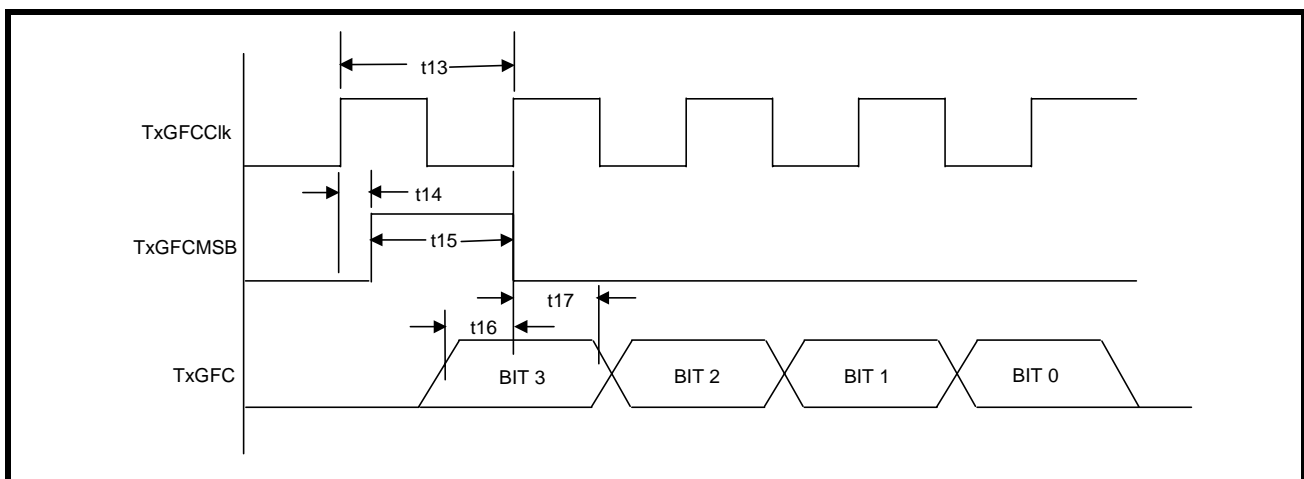 t13
TxGFCClk
t14
TxGFCMSB
t15
t17
t16
TxGFC
BIT 3
BIT 2
BIT 1
BIT 0